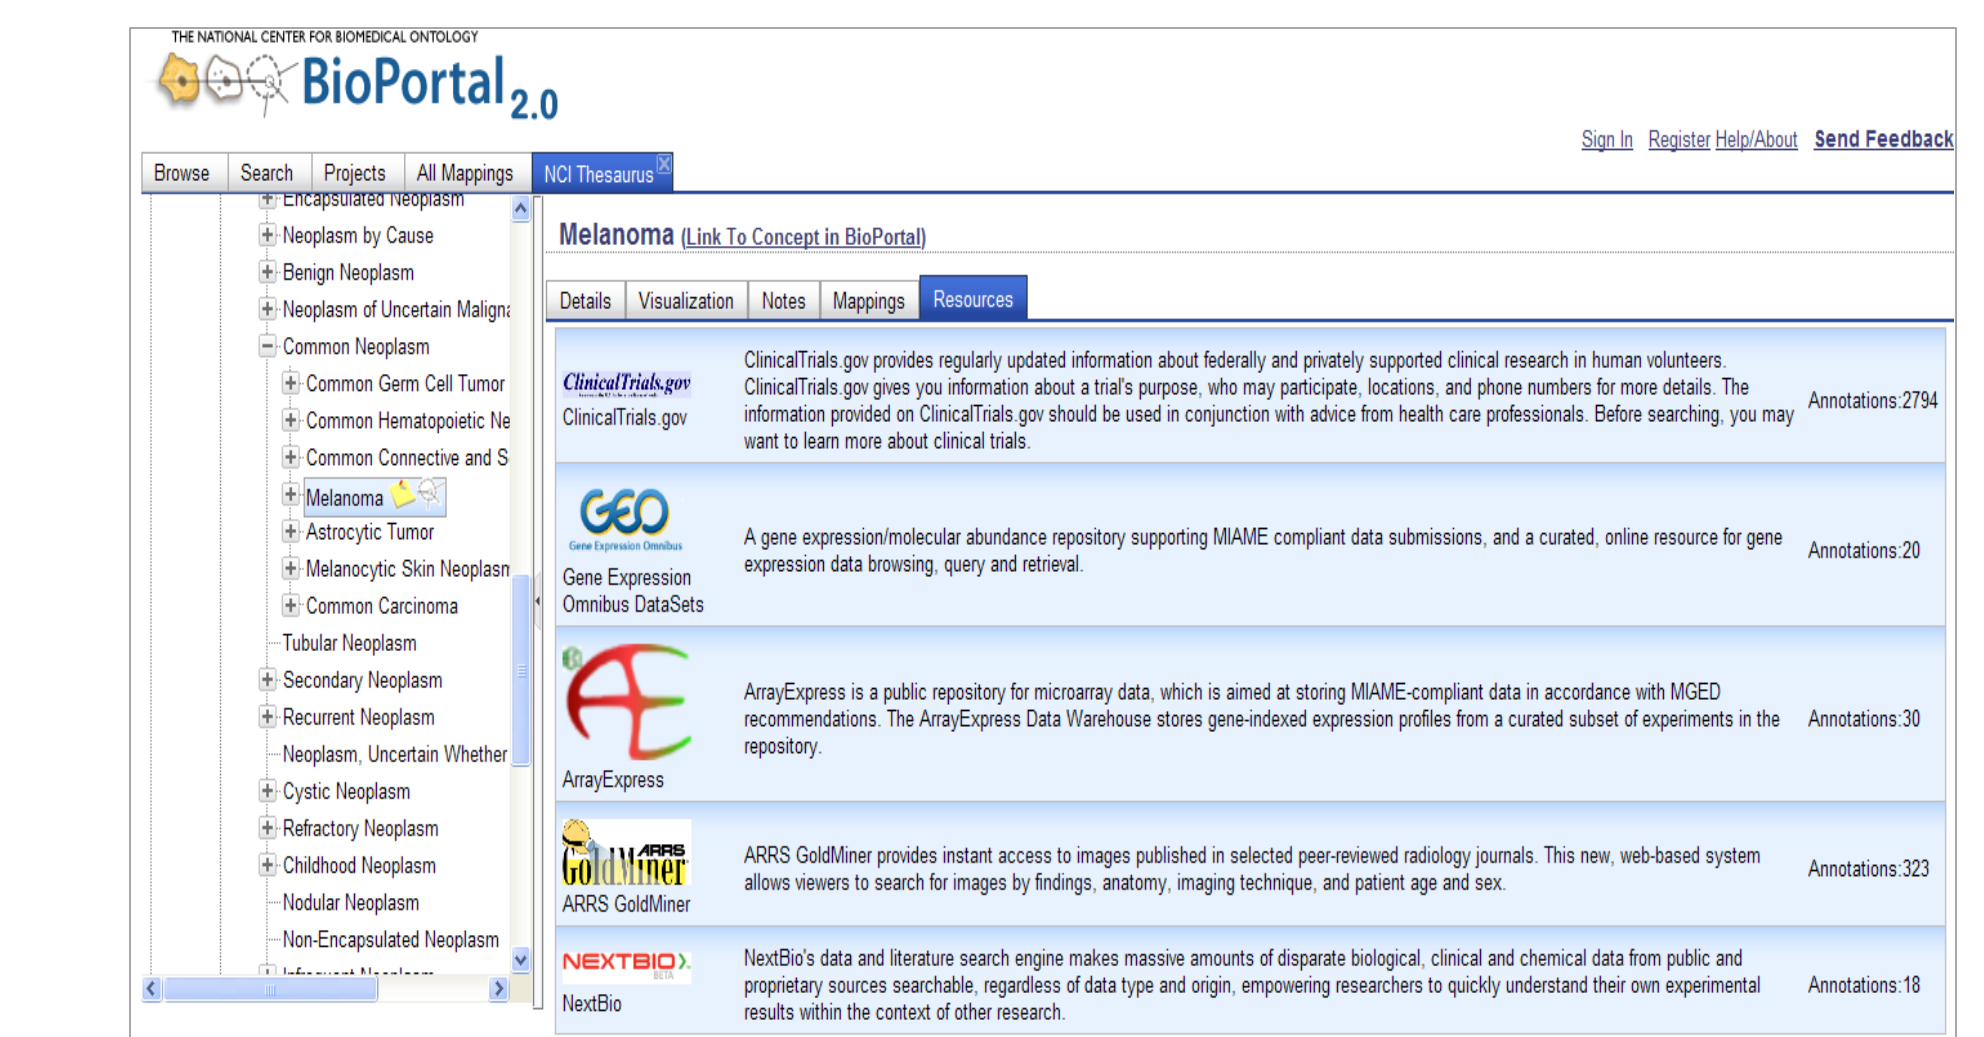 THE NATIONAL CENTER FOR BIOMEDICAL ONTOLOGY
BioPortal 2.0
Sign In Register Help/About Send Feedback
Browse Search Projects All Mappings NCI Thesaurus
Encapsulated Neoplasm
Neoplasm by Cause
Benign Neoplasm
Neoplasm of Uncertain Maligna
Common Neoplasm
Common Germ Cell Tumor
Common Hematopoietic Ne
Common Connective and S
Melanoma
Astrocytic Tumor
Melanocytic Skin Neoplasm
Common Carcinoma
Tubular Neoplasm
Secondary Neoplasm
Recurrent Neoplasm
Neoplasm, Uncertain Whether
Cystic Neoplasm
Refractory Neoplasm
Childhood Neoplasm
Nodular Neoplasm
Non-Encapsulated Neoplasm
Infrequent Neoplasm
Melanoma (Link To Concept in BioPortal)
Details Visualization Notes Mappings Resources
ClinicalTrials.gov
ClinicalTrials.gov
ClinicalTrials.gov provides regularly updated information about federally and privately supported clinical research in human volunteers.
ClinicalTrials.gov gives you information about a trial's purpose, who may participate, locations, and phone numbers for more details. The
information provided on ClinicalTrials.gov should be used in conjunction with advice from health care professionals. Before searching, you may
want to learn more about clinical trials.
Annotations:2794
GEO
Gene Expression Omnibus
Gene Expression
Omnibus DataSets
A gene expression/molecular abundance repository supporting MIAME compliant data submissions, and a curated, online resource for gene
expression data browsing, query and retrieval.
Annotations:20
AE
ArrayExpress
ArrayExpress is a public repository for microarray data, which is aimed at storing MIAME-compliant data in accordance with MGED
recommendations. The ArrayExpress Data Warehouse stores gene-indexed expression profiles from a curated subset of experiments in the
repository.
Annotations:30
ARRS
GoldMiner
ARRS GoldMiner
ARRS GoldMiner provides instant access to images published in selected peer-reviewed radiology journals. This new, web-based system
allows viewers to search for images by findings, anatomy, imaging technique, and patient age and sex.
Annotations:323
NEXTBIO
BETA
NextBio
NextBio's data and literature search engine makes massive amounts of disparate biological, clinical and chemical data from public and
proprietary sources searchable, regardless of data type and origin, empowering researchers to quickly understand their own experimental
results within the context of other research.
Annotations:18